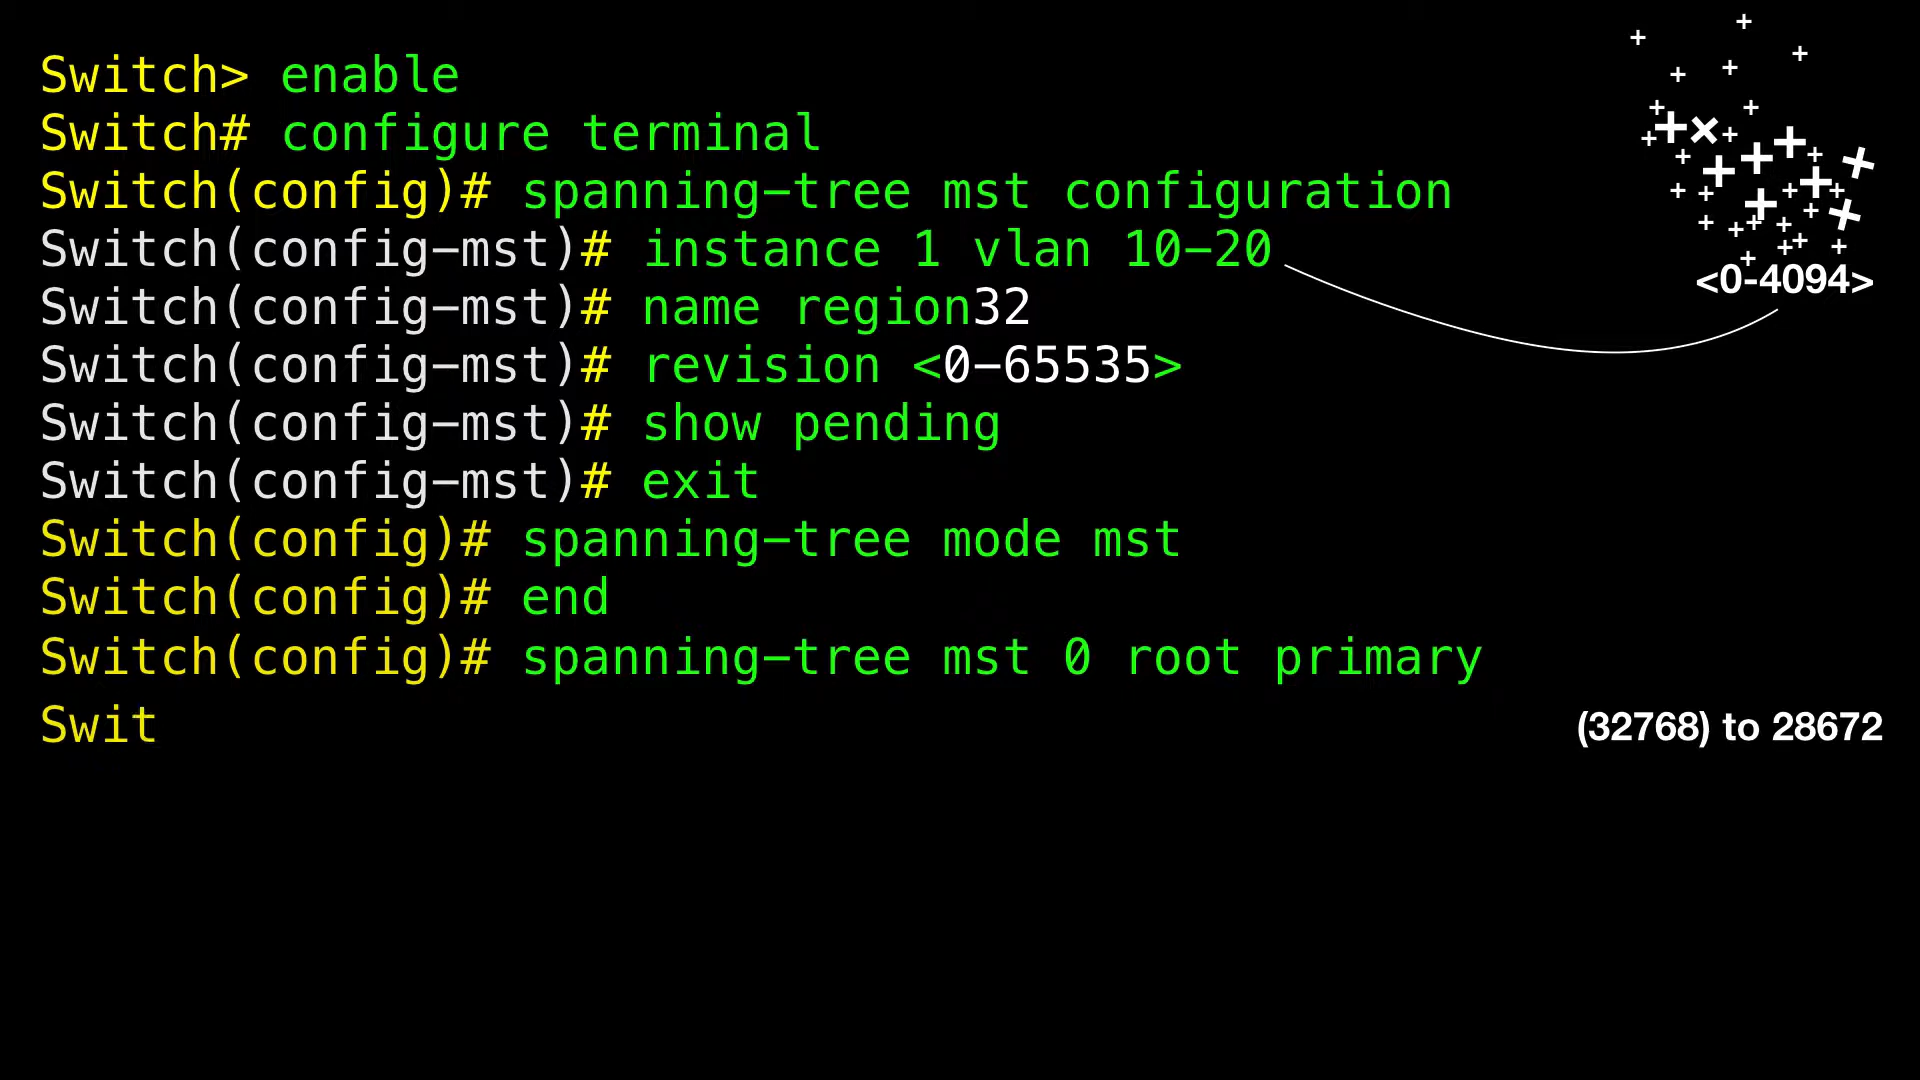 Switch> enable
Switch# configure terminal
Switch(config)# spanning-tree mst configuration
Switch(config-mst)# instance 1 vlan 10-20
<0-4094>
Switch(config-mst)# name region32
Switch(config-mst)# revision <0-65535>
Switch(config-mst)# show pending
Switch(config-mst)# exit
Switch(config)# spanning-tree mode mst
Switch(config)# end
Switch(config)# spanning-tree mst 0 root primary
Swit
(32768) to 28672